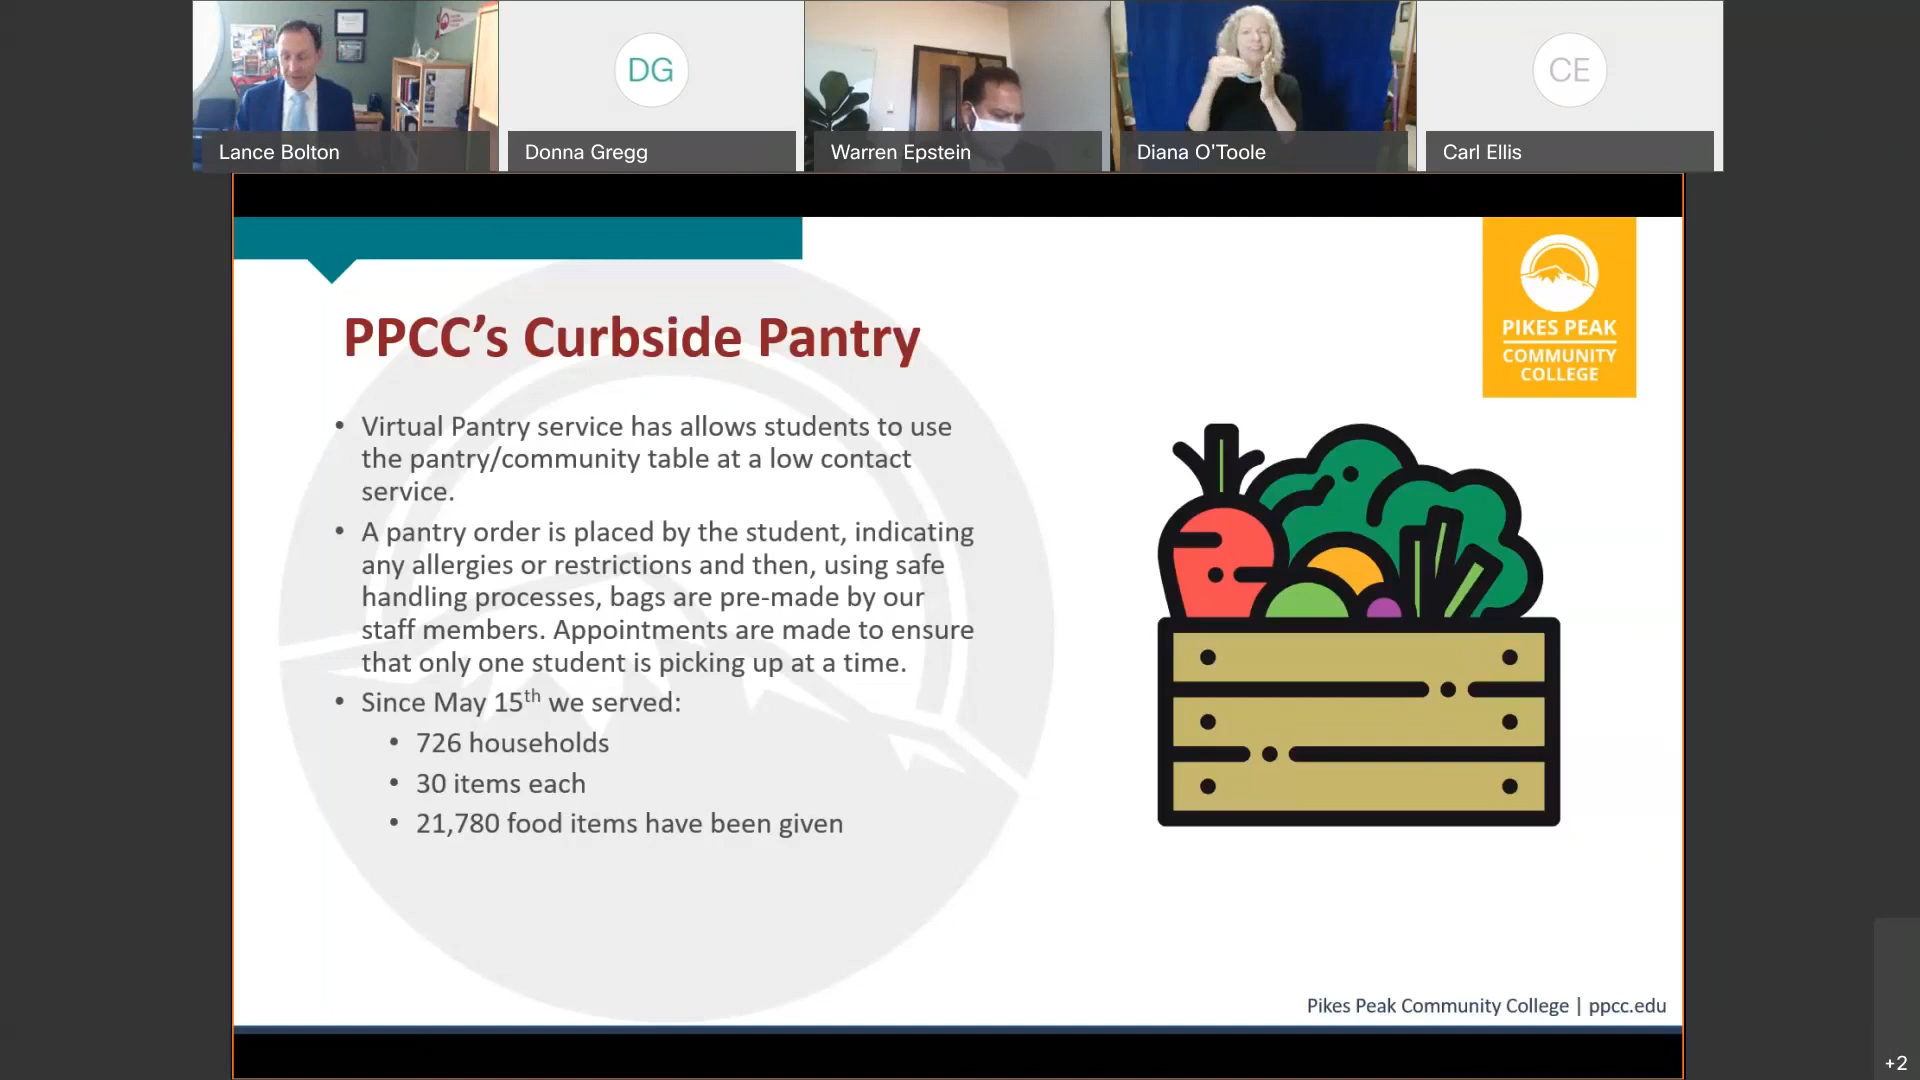 Lance Bolton
DG
Donna Gregg
Warren Epstein
Diana O'Toole
CE
Carl Ellis
PIKES PEAK
COMMUNITY
COLLEGE
PPCC’s Curbside Pantry
• Virtual Pantry service has allows students to use
the pantry/community table at a low contact
service.
• A pantry order is placed by the student, indicating
any allergies or restrictions and then, using safe
handling processes, bags are pre-made by our
staff members. Appointments are made to ensure
that only one student is picking up at a time.
• Since May 15th we served:
• 726 households
• 30 items each
• 21,780 food items have been given
Pikes Peak Community College | ppcc.edu
+2